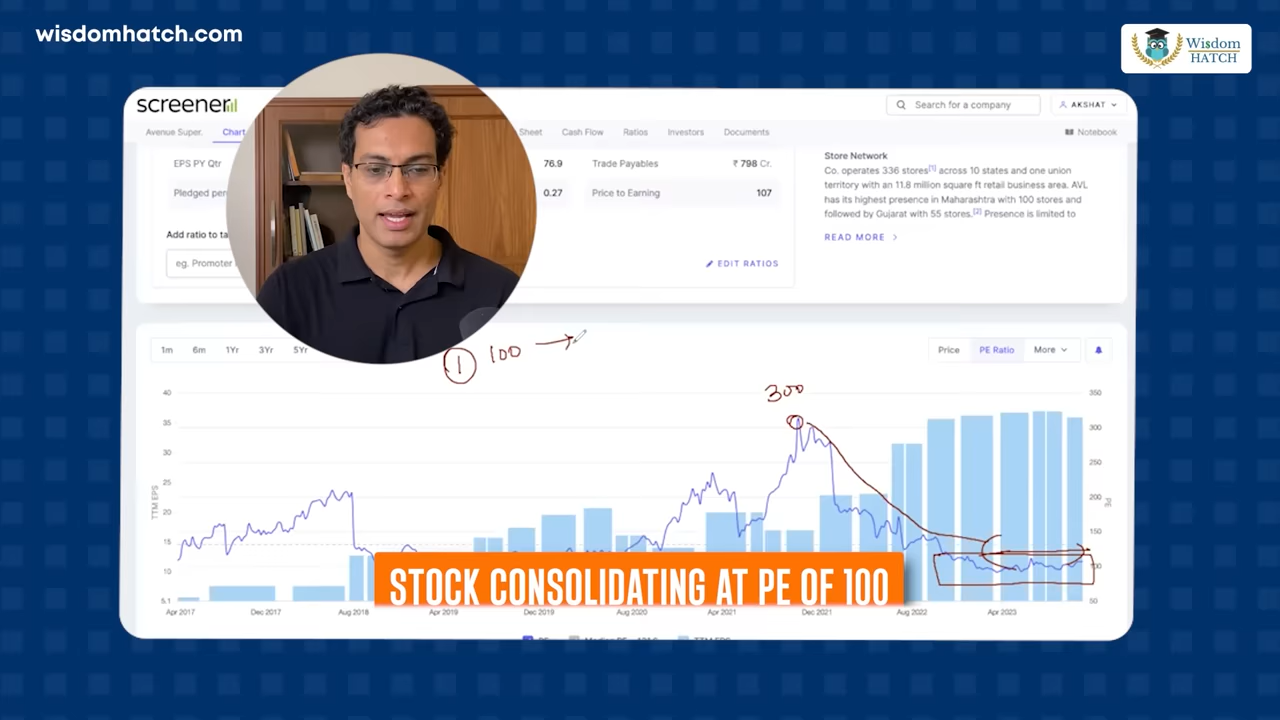 wisdomhatch.com
Wisdom
HATCH
screener
Search for a company
AKSHAT
Avenue Super. Chart Sheet Cash Flow Ratios Investors Documents
Notebook
EPS PY Qtr 76.9 Trade Payables ₹ 798 Cr.
Pledged 0.27 Price to Earning 107
Add ratio to ta
eg. Promoter
EDIT RATIOS
Store Network
Co. operates 336 stores[1] across 10 states and one union
territory with an 11.8 million square ft retail business area. AVL
has its highest presence in Maharashtra with 100 stores and
followed by Gujarat with 55 stores.[2] Presence is limited to
READ MORE
1m 6m 1Yr 3Yr 5Yr
1 100
Price PE Ratio More
300
40 350
35 300
30 250
25 200
20 150
15 100
10 50
5.1
TTM EPS
PE
STOCK CONSOLIDATING AT PE OF 100
Apr 2017 Dec 2017 Aug 2018 Apr 2019 Dec 2019 Aug 2020 Apr 2021 Dec 2021 Aug 2022 Apr 2023